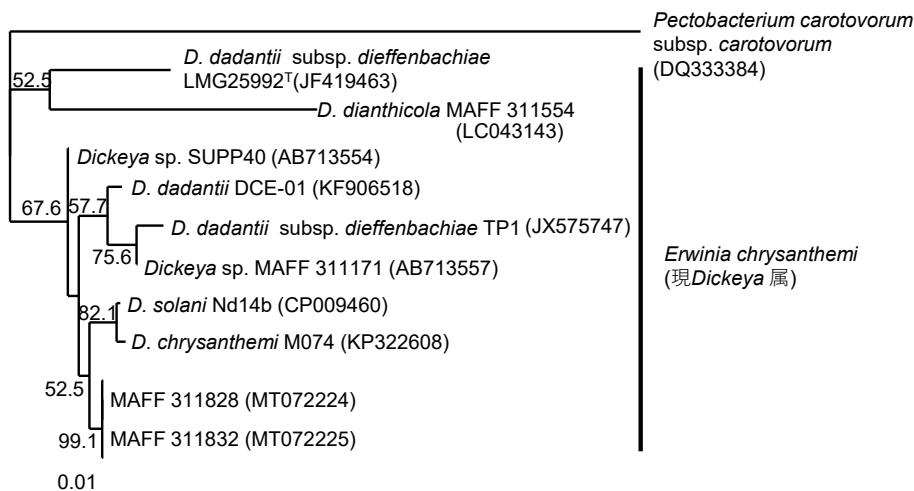 Pectobacterium carotovorum
subsp. carotovorum
(DQ333384)
D. dadantii subsp. dieffenbachiae
LMG25992T(JF419463)
52.5
D. dianthicola MAFF 311554
(LC043143)
Dickeya sp. SUPP40 (AB713554)
D. dadantii DCE-01 (KF906518)
67.6
57.7
D. dadantii subsp. dieffenbachiae TP1 (JX575747)
75.6
Dickeya sp. MAFF 311171 (AB713557)
Erwinia chrysanthemi
(現Dickeya 属)
D. solani Nd14b (CP009460)
82.1
D. chrysanthemi M074 (KP322608)
52.5
MAFF 311828 (MT072224)
99.1
MAFF 311832 (MT072225)
0.01